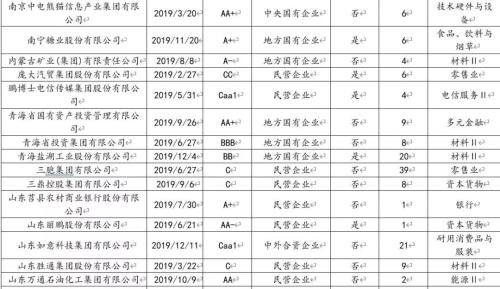 南京中电熊猫信息产业集团有限公司 2019/3/20 AA+ 中央国有企业 否 6 技术硬件与设备
南宁糖业股份有限公司 2019/11/20 A+ 地方国有企业 是 6 食品、饮料与烟草
内蒙古矿业(集团)有限责任公司 2019/8/8 A- 地方国有企业 否 4 材料Ⅱ
庞大汽贸集团股份有限公司 2019/2/27 CC 民营企业 是 6 零售业
鹏博士电信传媒集团股份有限公司 2019/5/31 Caa1 民营企业 是 4 电信服务Ⅱ
青海省国有资产投资管理有限公司 2019/9/26 AA+ 地方国有企业 否 9 多元金融
青海省投资集团有限公司 2019/6/27 BBB 地方国有企业 否 8 材料Ⅱ
青海盐湖工业股份有限公司 2019/12/4 BB 地方国有企业 是 20 材料Ⅱ
三胞集团有限公司 2019/6/27 C 民营企业 否 39 零售业
三鼎控股集团有限公司 2019/9/6 C 民营企业 否 8 资本货物
山东莒县农村商业银行股份有限公司 2019/7/30 A+ 民营企业 否 1 银行
山东丽鹏股份有限公司 2019/6/21 AA- 民营企业 是 1 资本货物
山东如意科技集团有限公司 2019/12/11 Caa1 中外合资企业 否 21 耐用消费品与服装
山东胜通集团股份有限公司 2019/3/22 C 民营企业 否 9 材料Ⅱ
山东万通石油化工集团有限公司 2019/10/9 AA 民营企业 否 2 能源Ⅱ